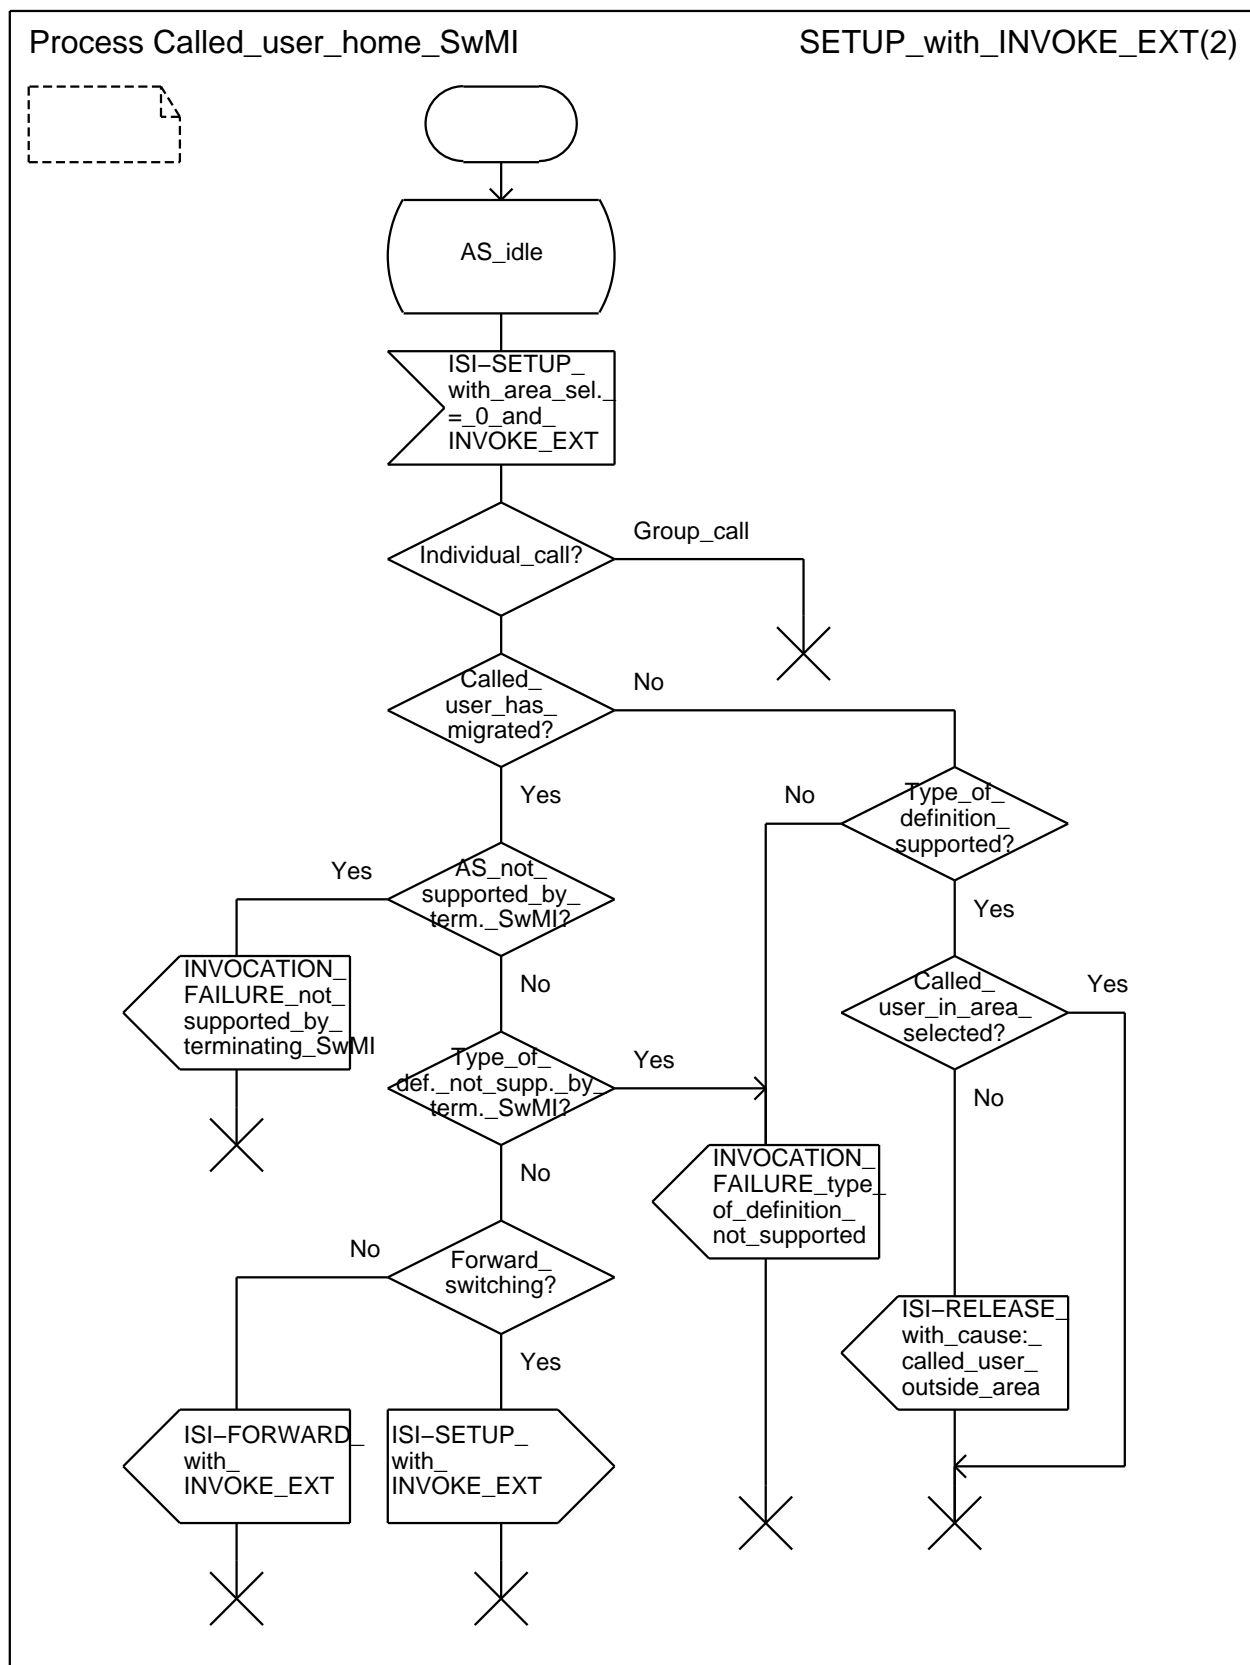 Process Called_user_home_SwMI
SETUP_with_INVOKE_EXT(2)
AS_idle
ISI−SETUP_
with_area_sel._
=_0_and_
INVOKE_EXT
Individual_call?
Group_call
Called_
user_has_
migrated?
No
Yes
Type_of_
definition_
supported?
No
Yes
AS_not_
supported_by_
term._SwMI?
Yes
No
INVOCATION_
FAILURE_not_
supported_by_
terminating_SwMI
Called_
user_in_area_
selected?
Yes
No
Type_of_
def._not_supp._by_
term._SwMI?
Yes
No
INVOCATION_
FAILURE_type_
of_definition_
not_supported
Forward_
switching?
No
Yes
ISI−RELEASE_
with_cause:_
called_user_
outside_area
ISI−FORWARD_
with_
INVOKE_EXT
ISI−SETUP_
with_
INVOKE_EXT